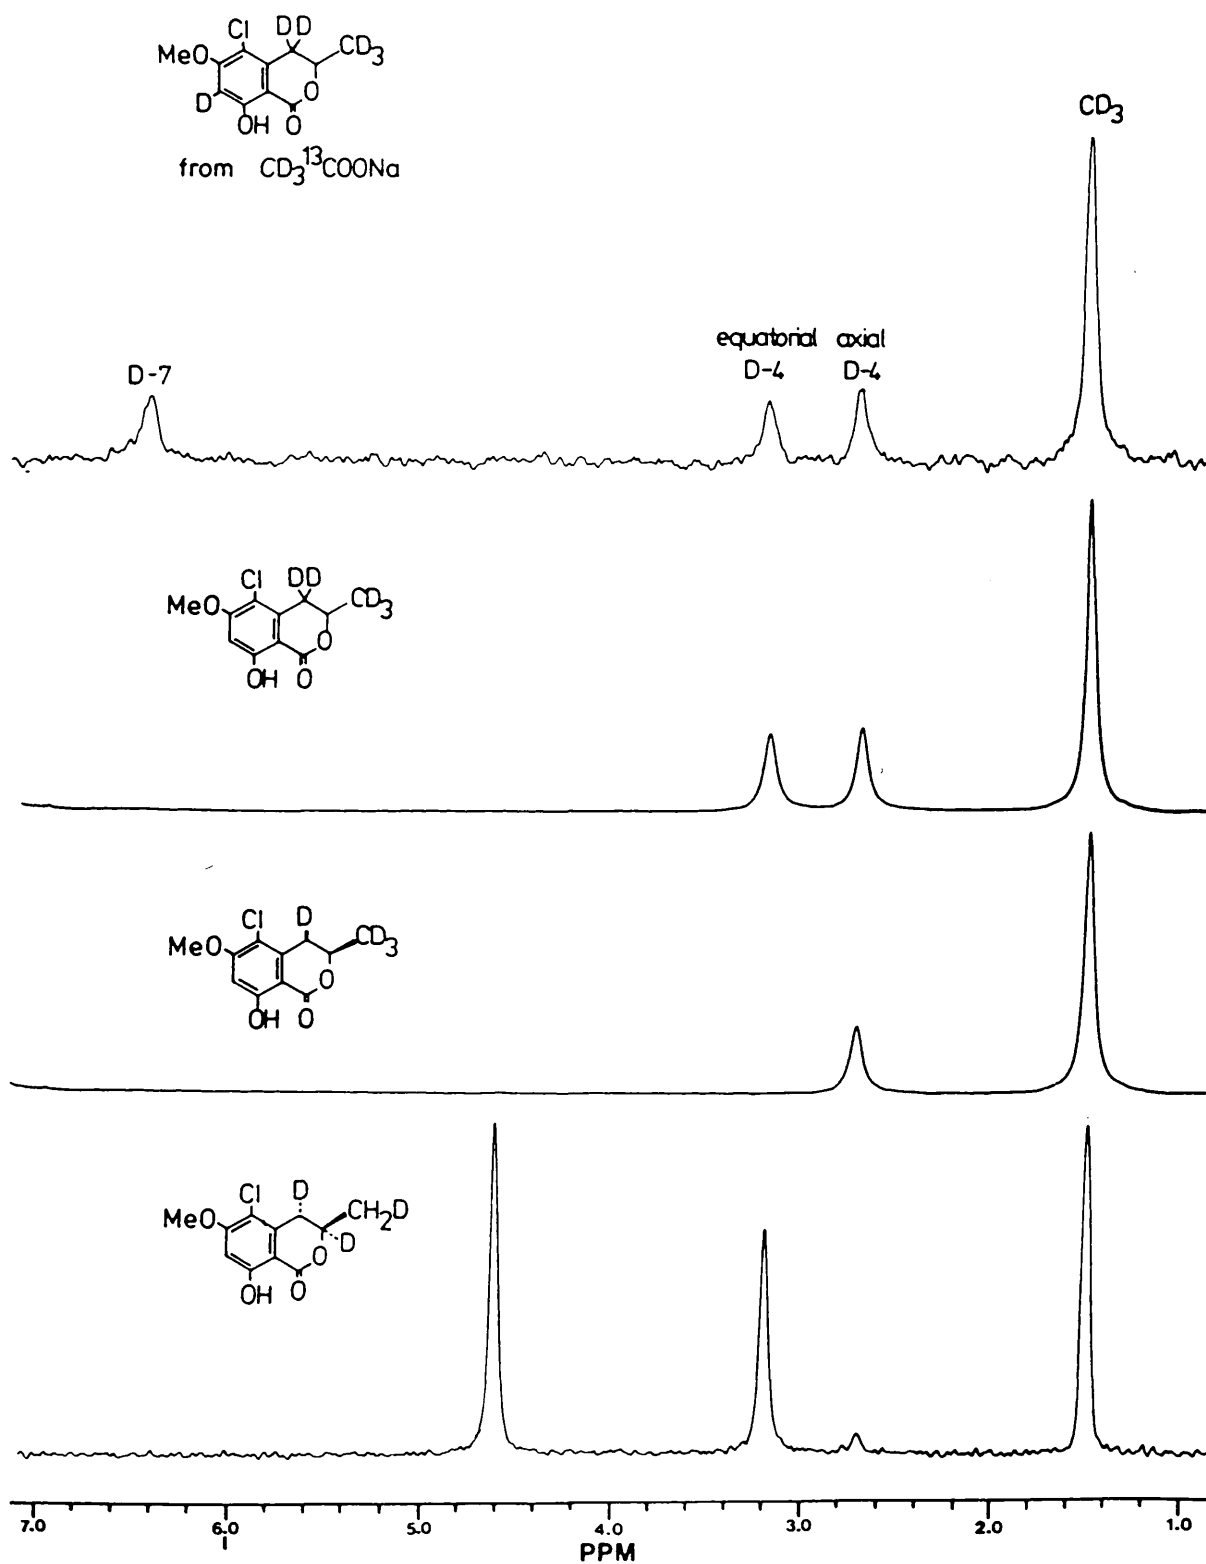 Cl DD
MeO CD3
D O
OH O
from CD3 13COONa
CD3
equatorial axial
D-7 D-4 D-4
Cl DD
MeO CD3
O
OH O
Cl D
MeO CD3
O
OH O
Cl D
MeO CH2D
O D
OH O
7.0 6.0 5.0 4.0 3.0 2.0 1.0
PPM